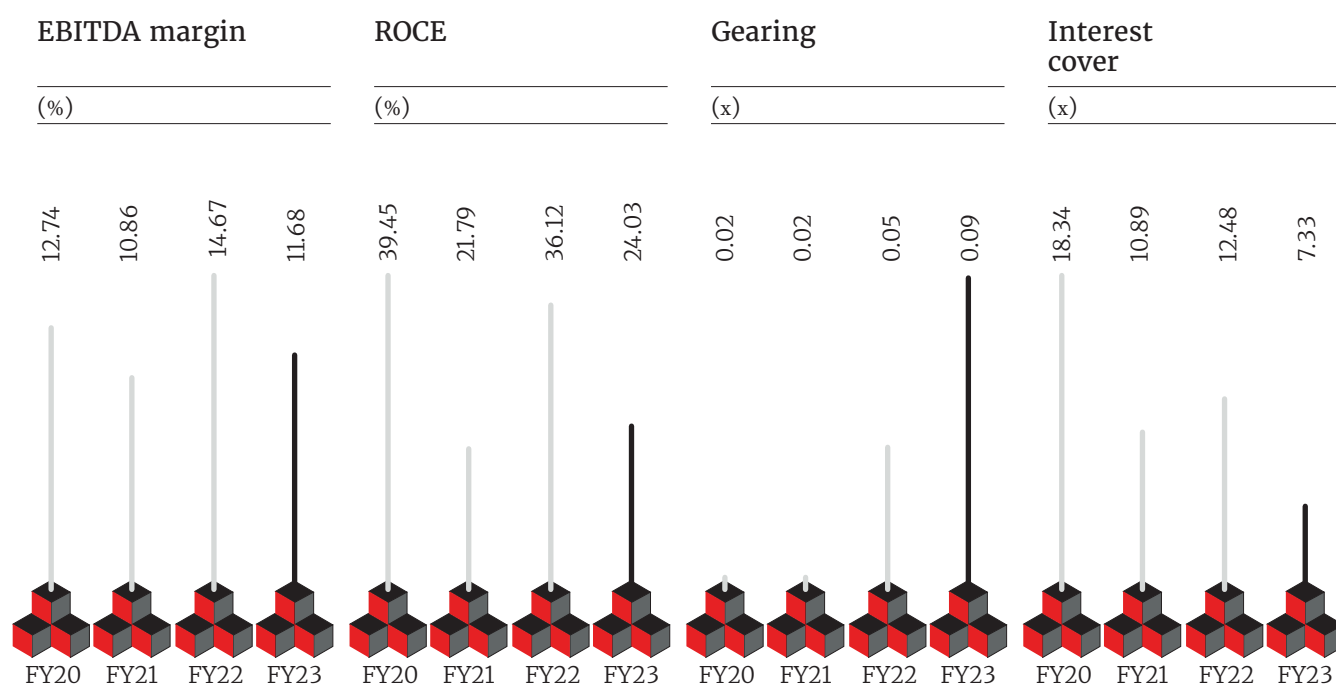 EBITDA margin
(%)
12.74
10.86
14.67
11.68
FY20
FY21
FY22
FY23
ROCE
(%)
39.45
21.79
36.12
24.03
FY20
FY21
FY22
FY23
Gearing
(x)
0.02
0.02
0.05
0.09
FY20
FY21
FY22
FY23
Interest
cover
(x)
18.34
10.89
12.48
7.33
FY20
FY21
FY22
FY23